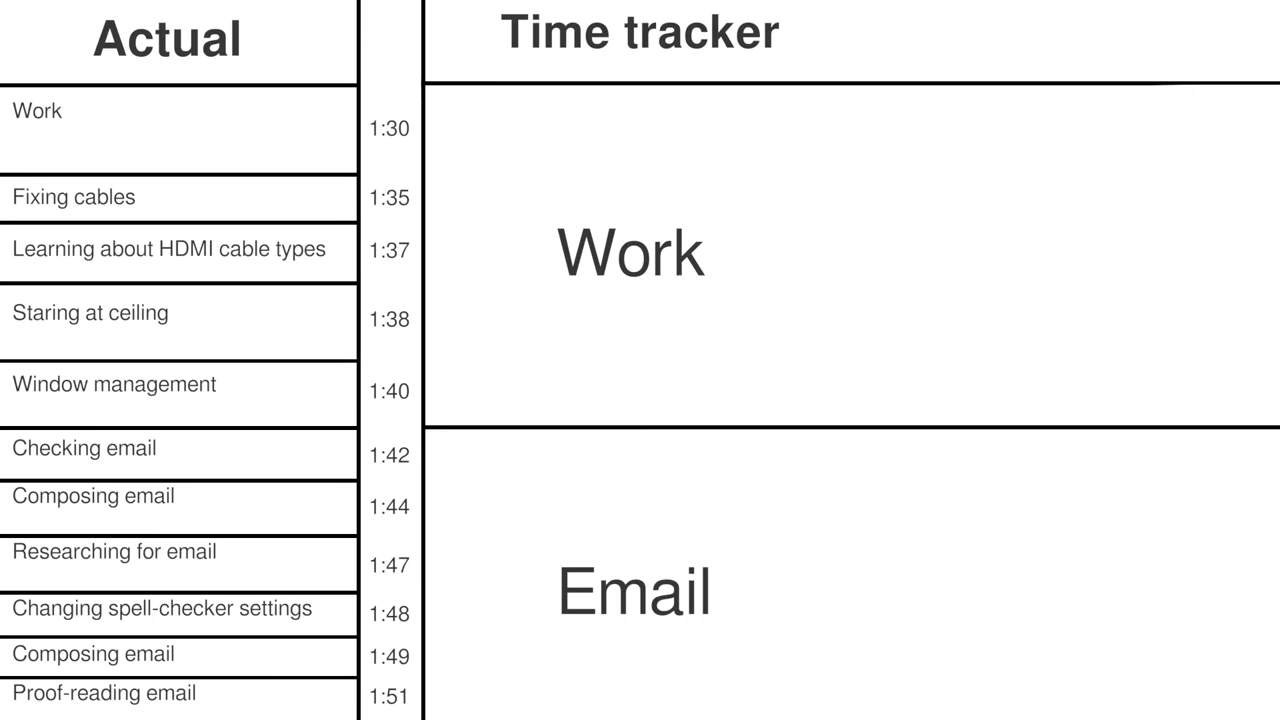 Actual
Time tracker
Work
1:30
Fixing cables
1:35
Learning about HDMI cable types
1:37
Staring at ceiling
1:38
Window management
1:40
Work
Checking email
1:42
Composing email
1:44
Researching for email
1:47
Changing spell-checker settings
1:48
Composing email
1:49
Proof-reading email
1:51
Email